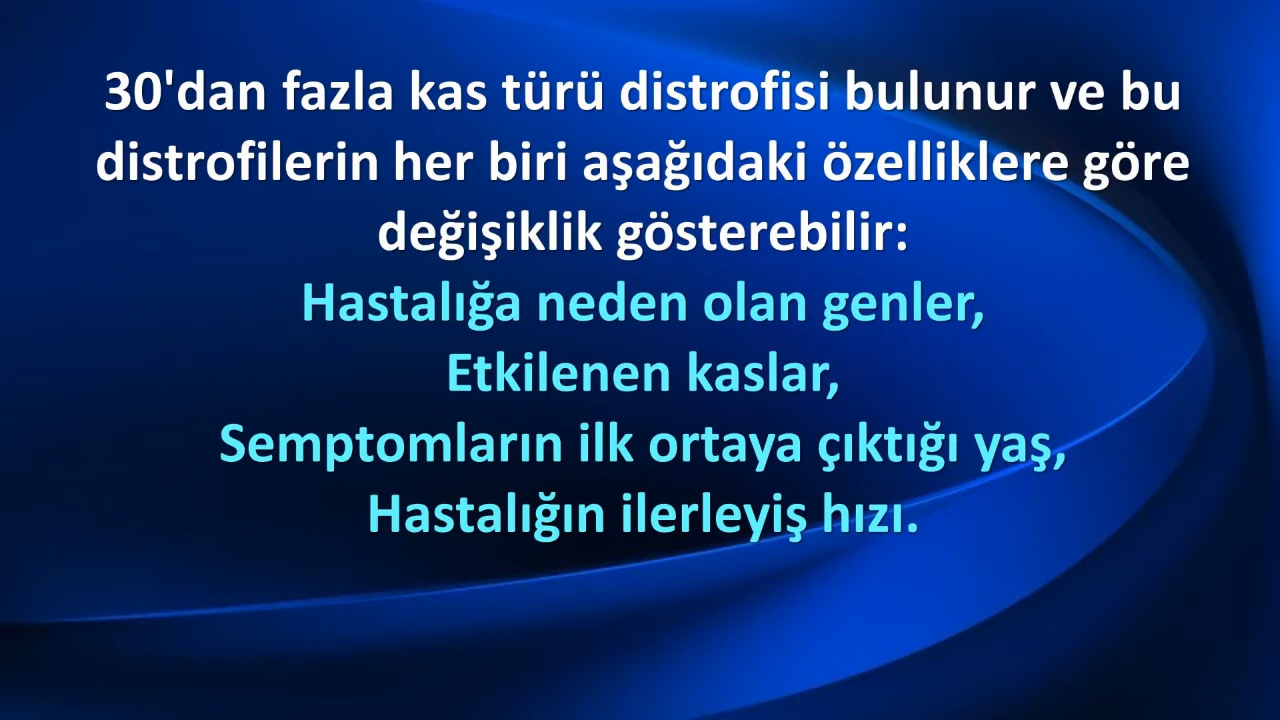 30'dan fazla kas türü distrofisi bulunur ve bu
distrofilerin her biri aşağıdaki özelliklere göre
değişiklik gösterebilir:
Hastalığa neden olan genler,
Etkilenen kaslar,
Semptomların ilk ortaya çıktığı yaş,
Hastalığın ilerleyiş hızı.